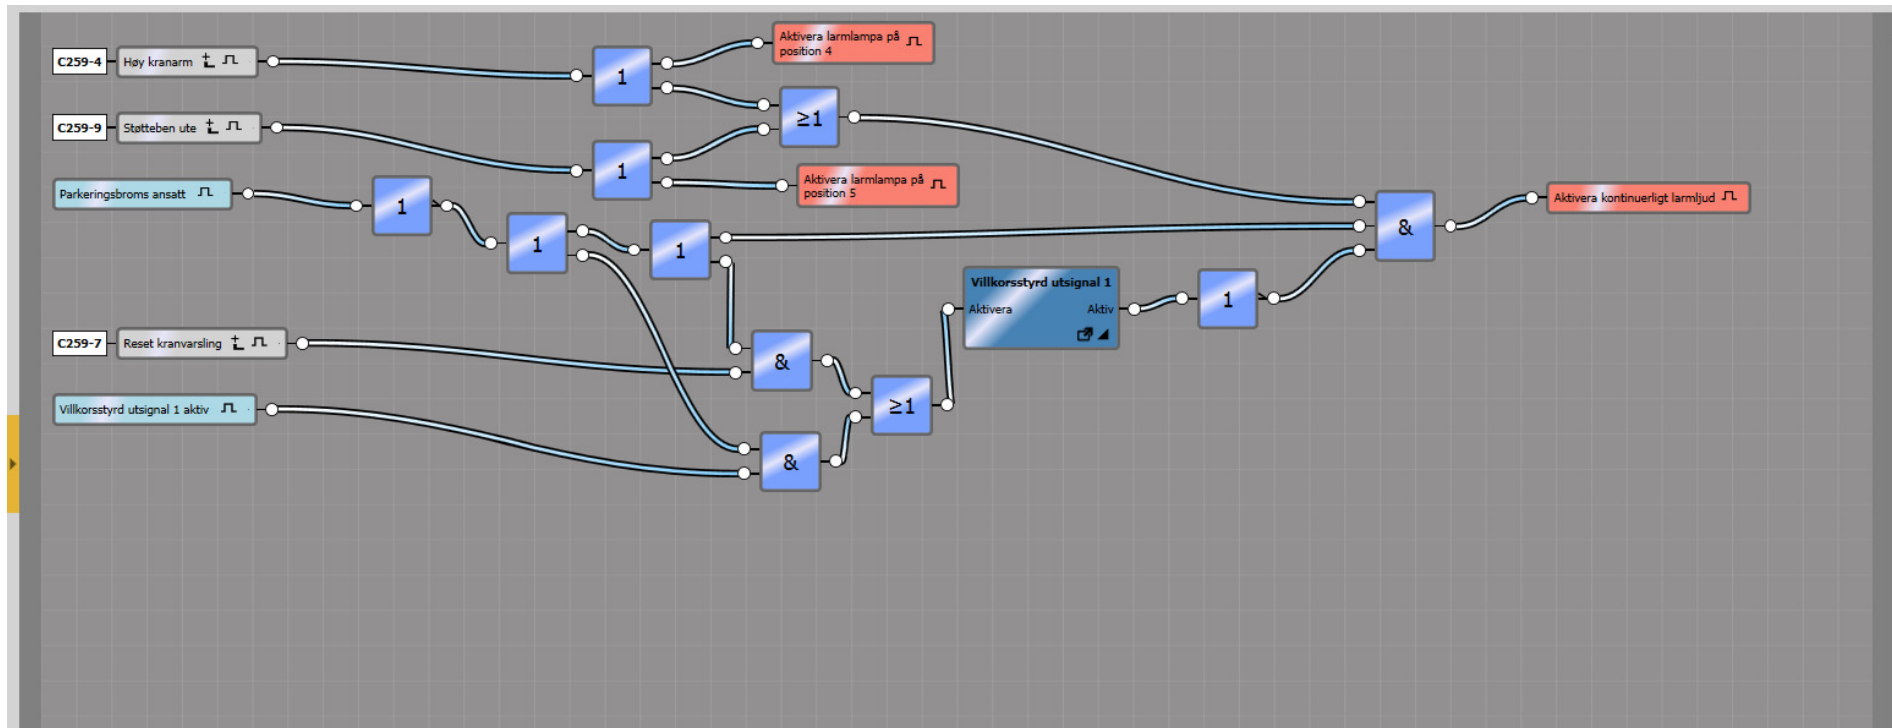 Aktivera larmlampa på
position 4
C259-4 Høy kranarm
1
≥1
C259-9 Støtteben ute
1
Aktivera larmlampa på
position 5
Parkeringsbroms ansatt
1
1
1
&
Aktivera kontinuerligt larmljud
Villkorsstyrd utsignal 1
Aktivera Aktiv
1
C259-7 Reset kranvarsling
&
Villkorsstyrd utsignal 1 aktiv
≥1
&